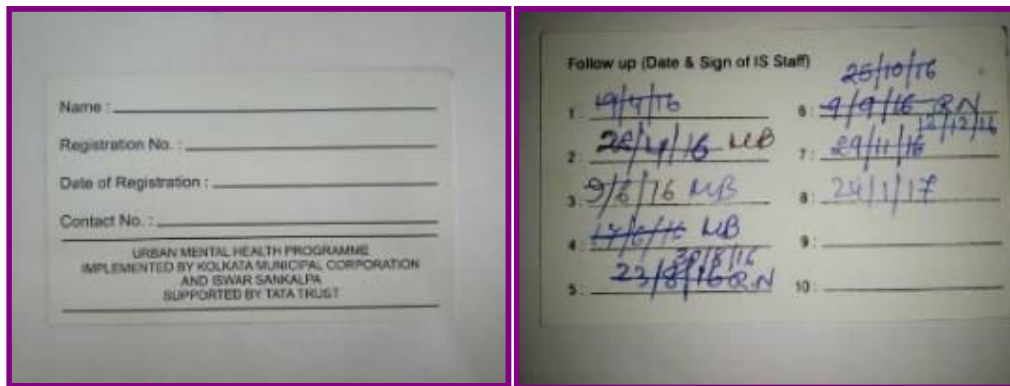 Name :
Registration No. :
Date of Registration :
Contact No. :
URBAN MENTAL HEALTH PROGRAMME
IMPLEMENTED BY KOLKATA MUNICIPAL CORPORATION
AND ISWAR SANKALPA
SUPPORTED BY TATA TRUST
Follow up (Date & Sign of IS Staff)
1 : 19/4/16
2 : 26/4/16 MB
3 : 9/6/16 MB
4 : 17/6/16 MB
30/8/16
5 : 23/8/16 R.N
25/10/16
6 : 9/9/16 R.N
12/12/16
7 : 29/11/16
8 : 24/1/17
9 :
10 :